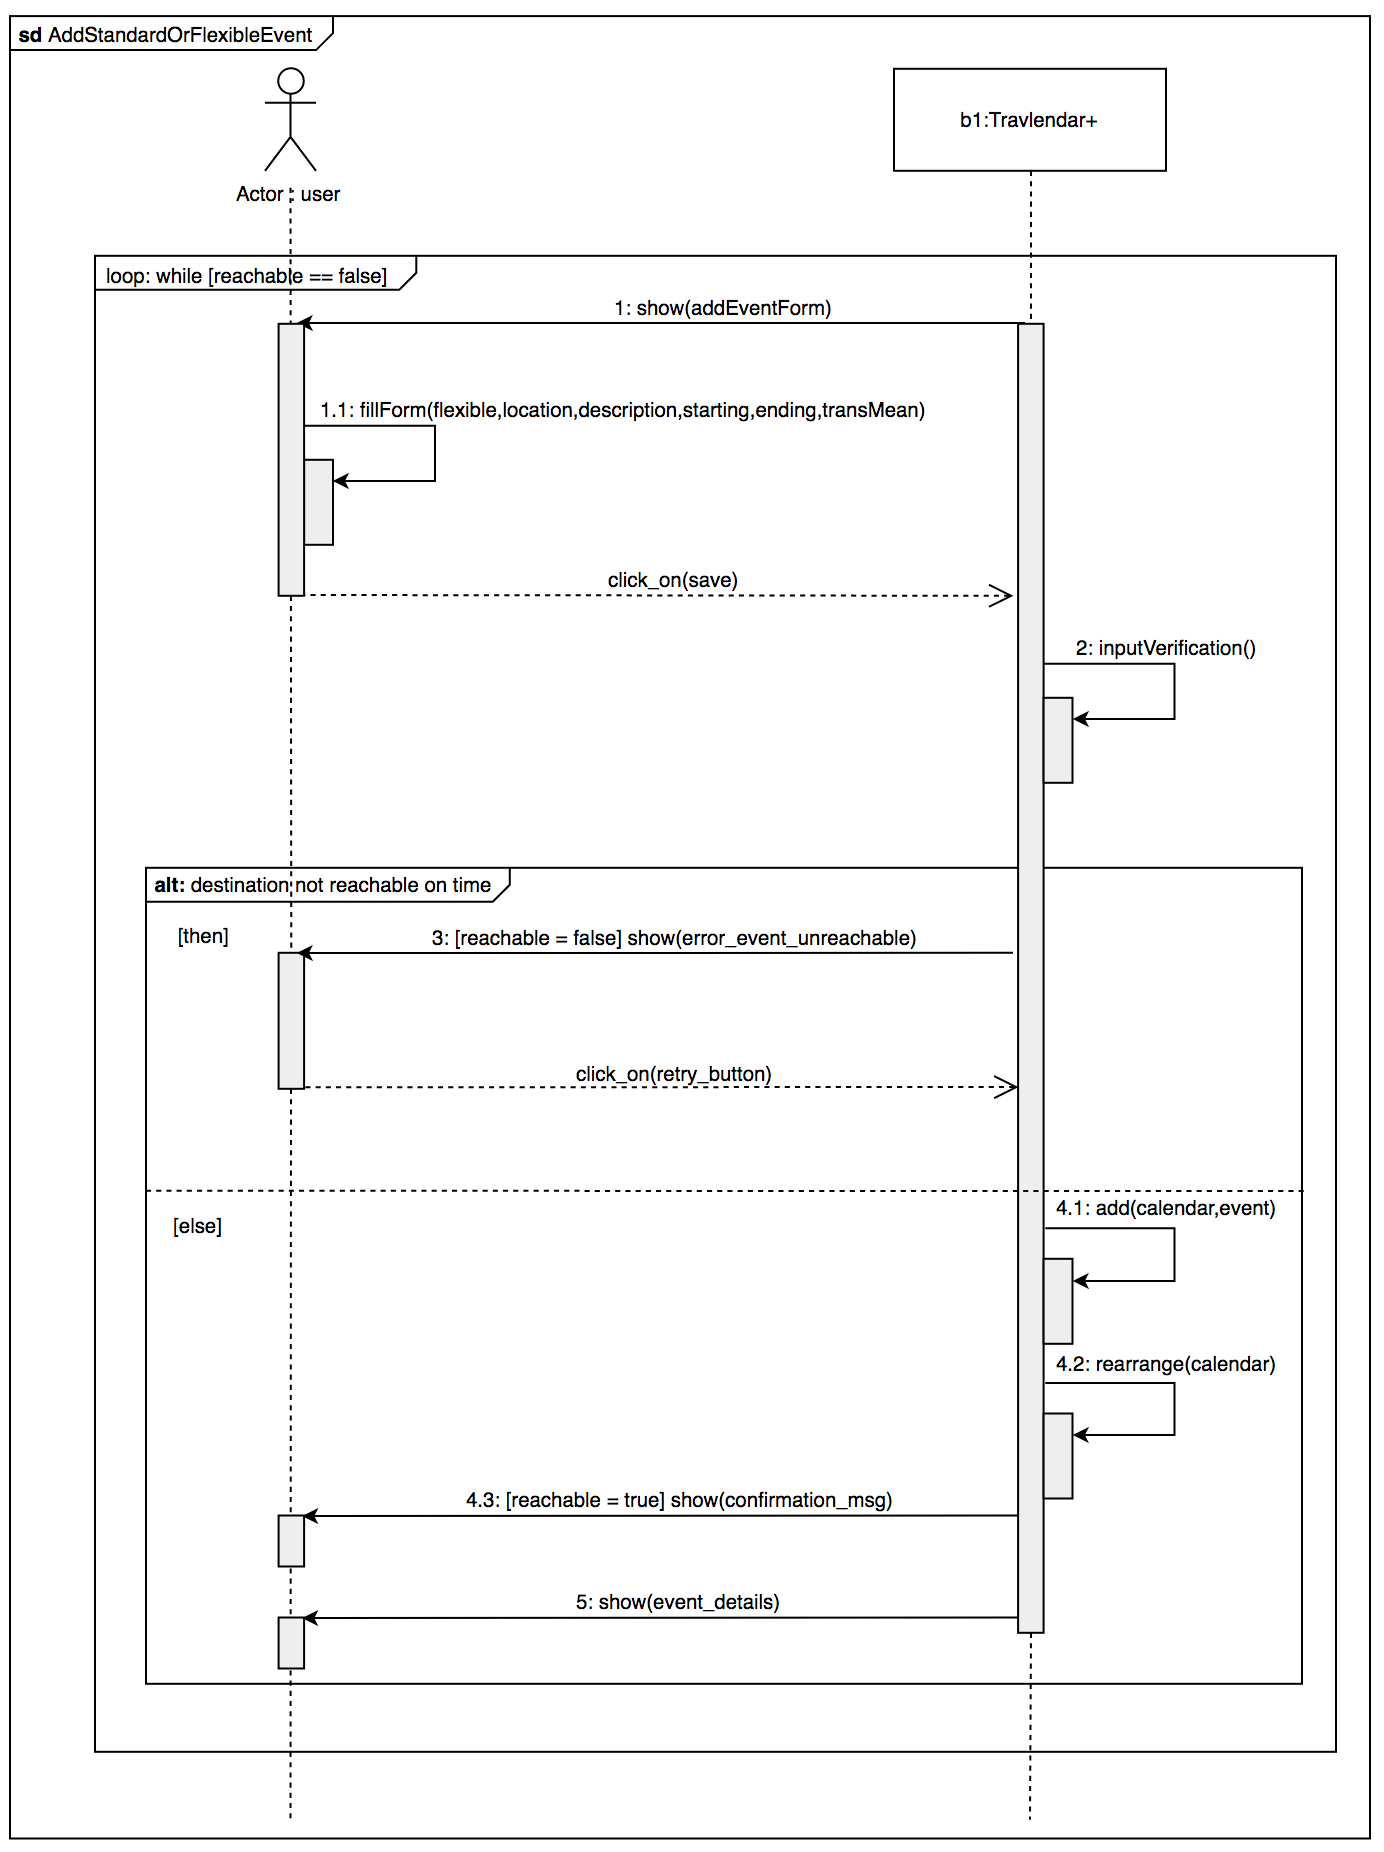 sd AddStandardOrFlexibleEvent
Actor : user
b1:Travlendar+
loop: while [reachable == false]
1: show(addEventForm)
1.1: fillForm(flexible,location,description,starting,ending,transMean)
click_on(save)
2: inputVerification()
alt: destination not reachable on time
[then]
3: [reachable = false] show(error_event_unreachable)
click_on(retry_button)
4.1: add(calendar,event)
[else]
4.2: rearrange(calendar)
4.3: [reachable = true] show(confirmation_msg)
5: show(event_details)